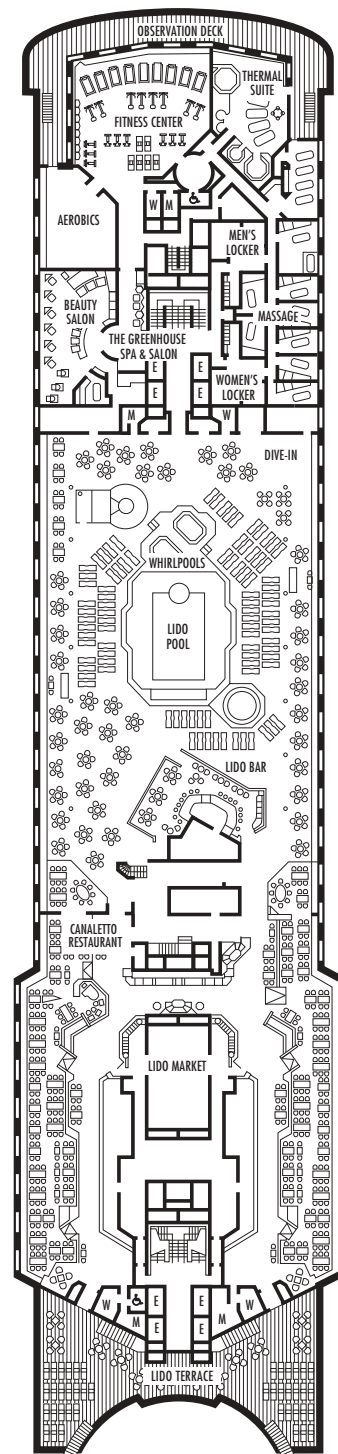 OBSERVATION DECK
THERMAL
SUITE
FITNESS CENTER
W M
AEROBICS
MEN'S
LOCKER
BEAUTY
SALON
MASSAGE
THE GREENHOUSE
SPA & SALON
E
E
E
E
WOMEN'S
LOCKER
M
W
DIVE-IN
WHIRLPOOLS
LIDO
POOL
LIDO BAR
CANALETTO
RESTAURANT
LIDO MARKET
W
M
E
E
E
E
M
W
LIDO TERRACE